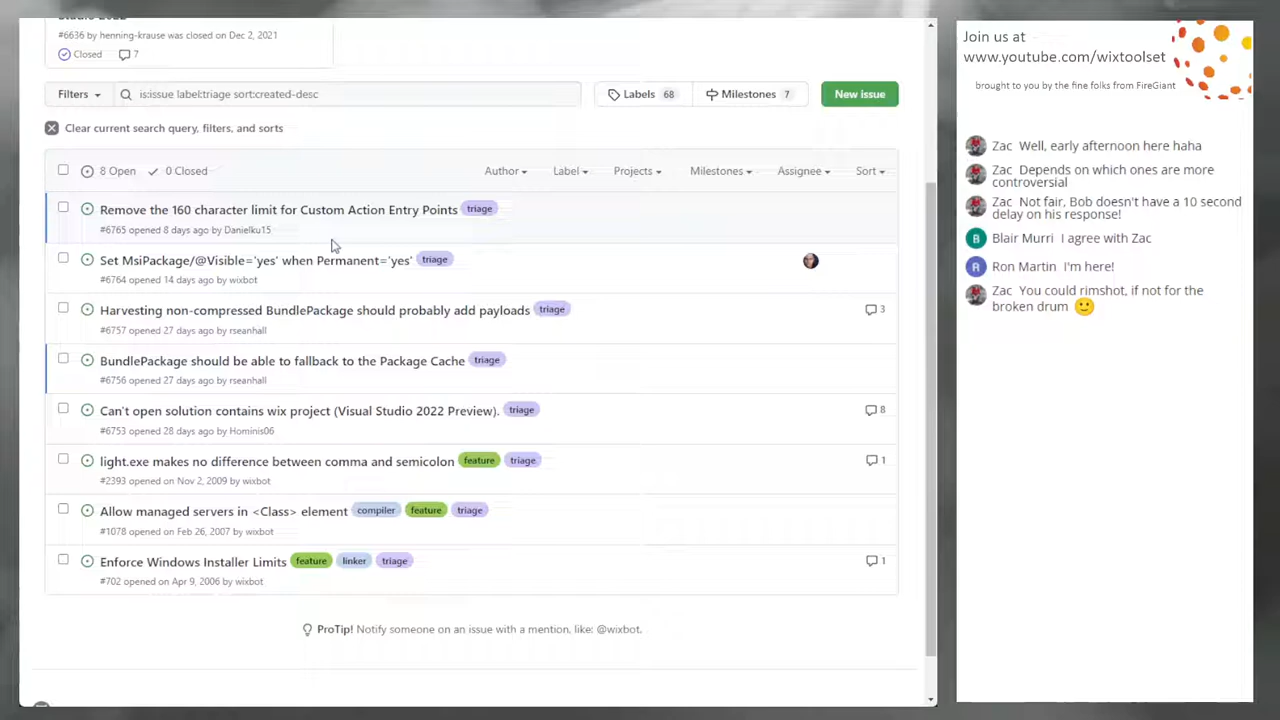 #6636 by henning-krause was closed on Dec 2, 2021
Closed 7
Filters is:issue label:triage sort:created-desc Labels 68 Milestones 7 New issue
Clear current search query, filters, and sorts
8 Open 0 Closed Author Label Projects Milestones Assignee Sort
Remove the 160 character limit for Custom Action Entry Points triage
#6765 opened 8 days ago by Danielku15
Set MsiPackage/@Visible='yes' when Permanent='yes' triage
#6764 opened 14 days ago by wixbot
Harvesting non-compressed BundlePackage should probably add payloads triage 3
#6757 opened 27 days ago by rseanhall
BundlePackage should be able to fallback to the Package Cache triage
#6756 opened 27 days ago by rseanhall
Can't open solution contains wix project (Visual Studio 2022 Preview). triage 8
#6753 opened 28 days ago by Hominis06
light.exe makes no difference between comma and semicolon feature triage 1
#2393 opened on Nov 2, 2009 by wixbot
Allow managed servers in <Class> element compiler feature triage
#1078 opened on Feb 26, 2007 by wixbot
Enforce Windows Installer Limits feature linker triage 1
#702 opened on Apr 9, 2006 by wixbot
ProTip! Notify someone on an issue with a mention, like: @wixbot.
Join us at
www.youtube.com/wixtoolset
brought to you by the fine folks from FireGiant
Zac Well, early afternoon here haha
Zac Depends on which ones are more
controversial
Zac Not fair, Bob doesn't have a 10 second
delay on his response!
B Blair Murri I agree with Zac
R Ron Martin I'm here!
Zac You could rimshot, if not for the
broken drum 🙂